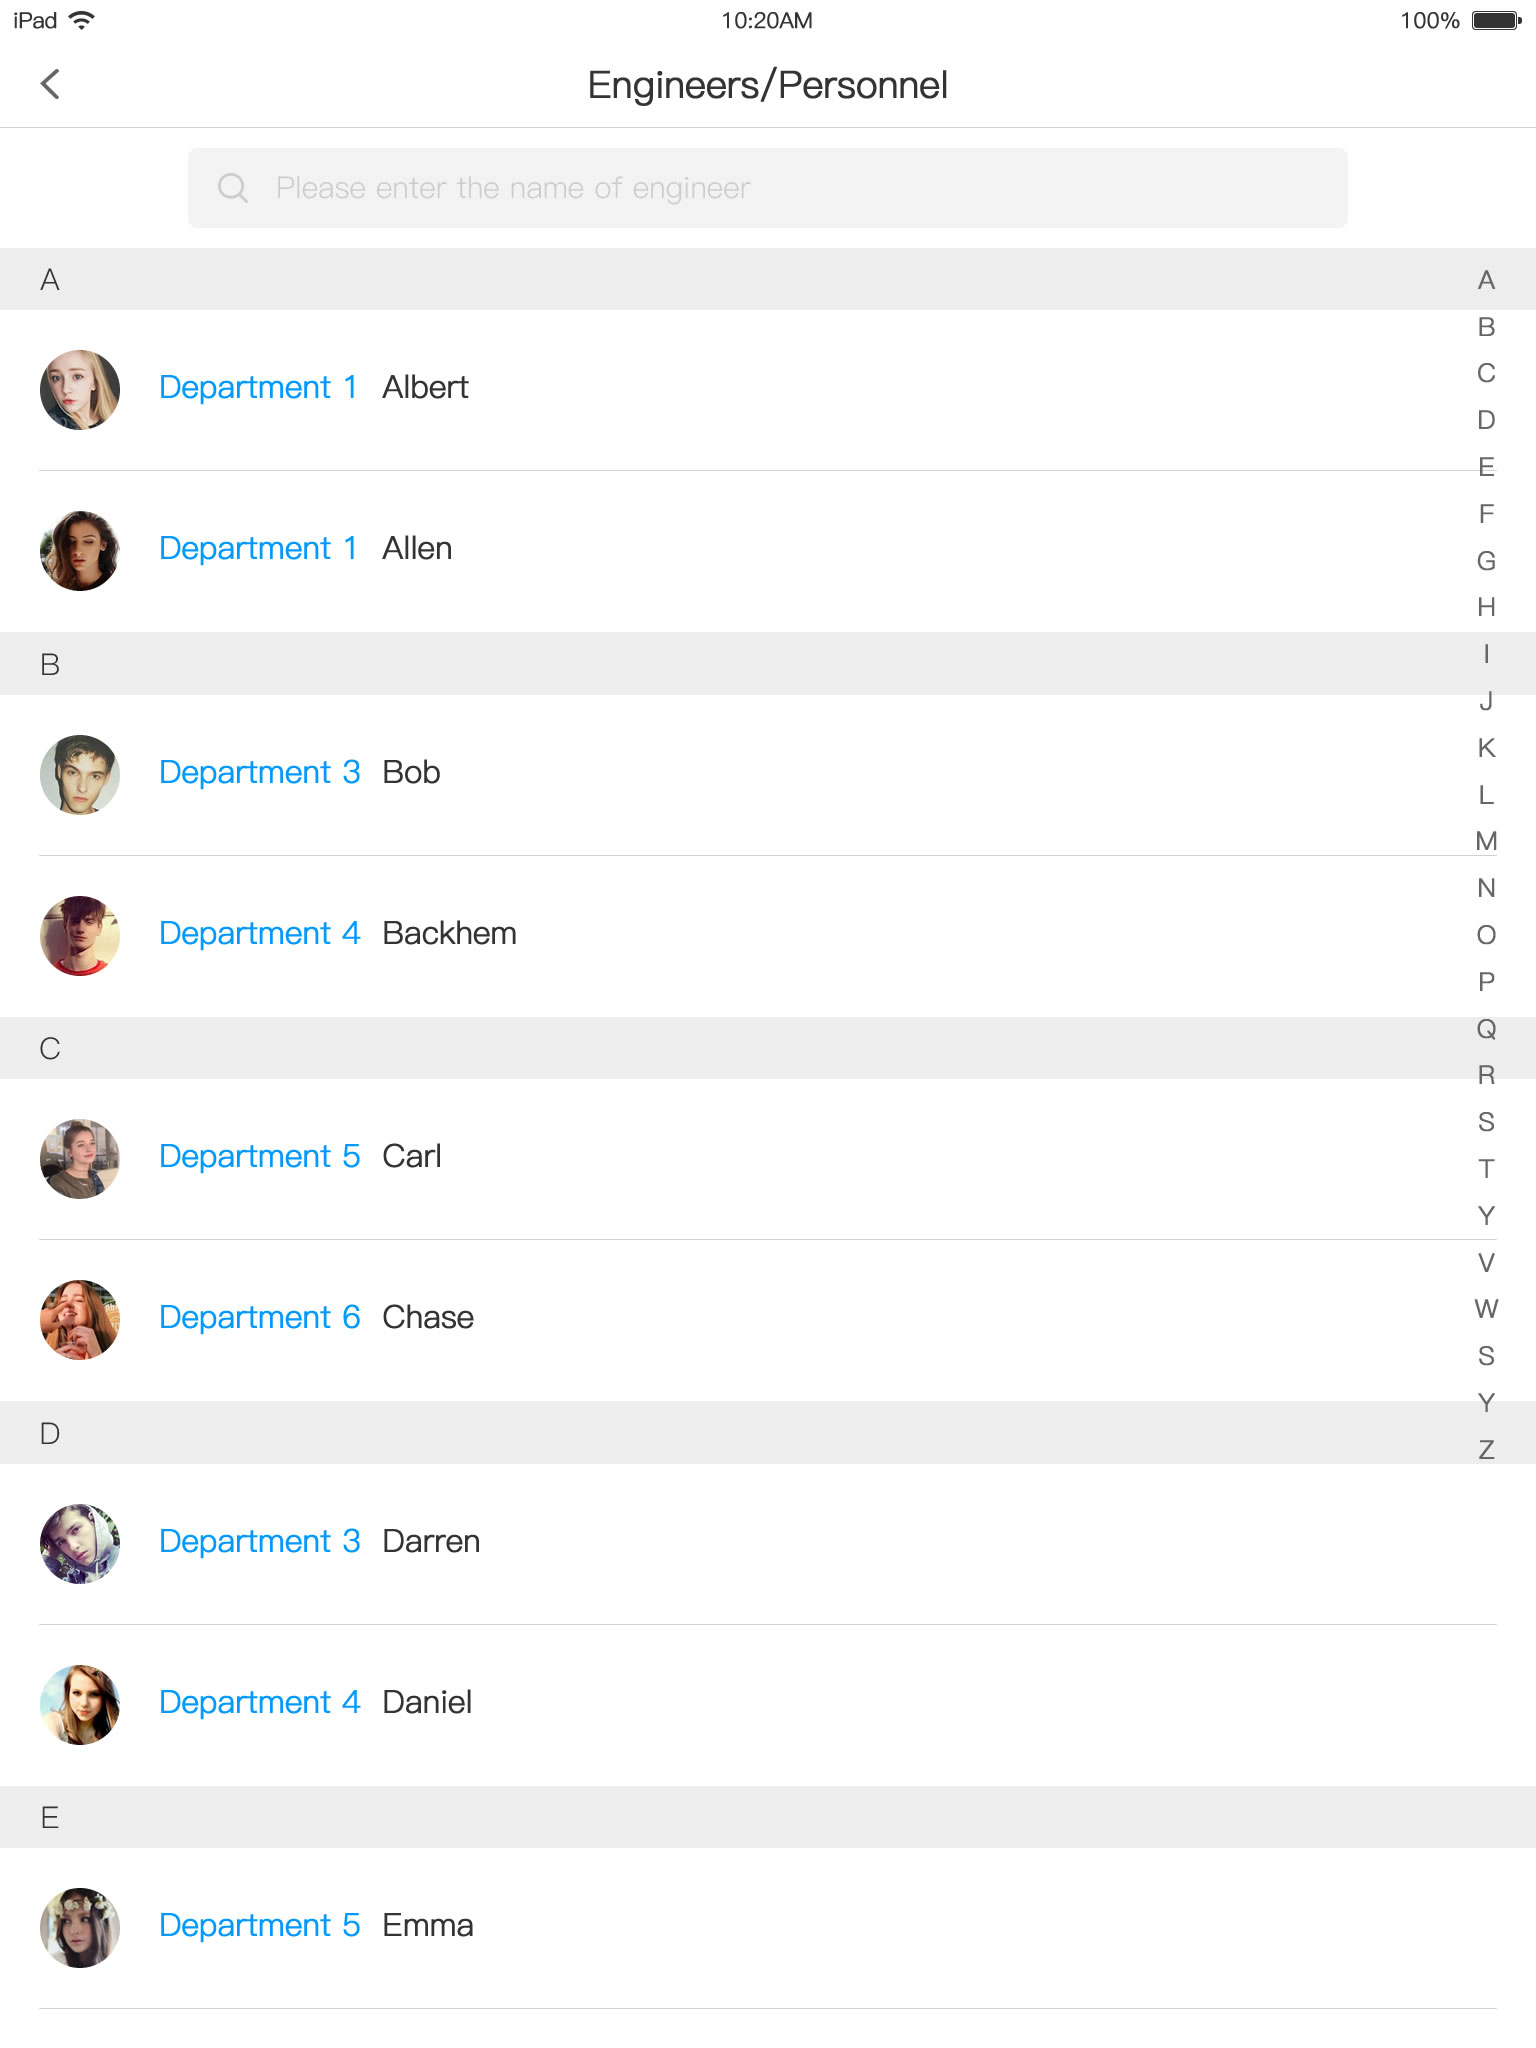 iPad 10:20AM 100%
Engineers/Personnel
Please enter the name of engineer
A
Department 1 Albert
Department 1 Allen
B
Department 3 Bob
Department 4 Backhem
C
Department 5 Carl
Department 6 Chase
D
Department 3 Darren
Department 4 Daniel
E
Department 5 Emma
A
B
C
D
E
F
G
H
I
J
K
L
M
N
O
P
Q
R
S
T
Y
V
W
S
Y
Z